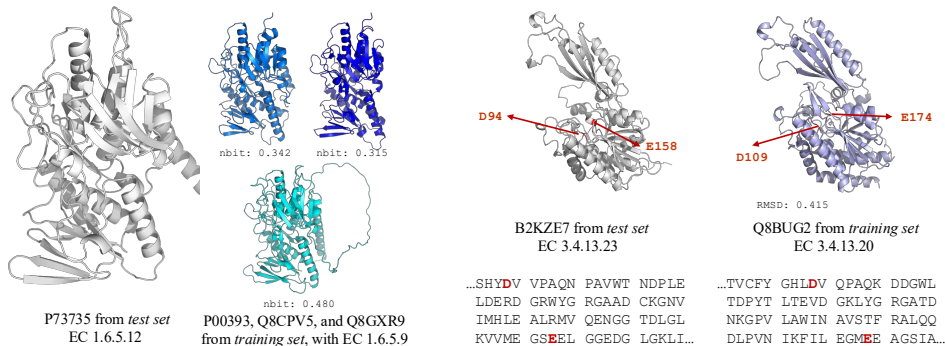 nbit: 0.342
nbit: 0.315
nbit: 0.480
P73735 from test set
EC 1.6.5.12
P00393, Q8CPV5, and Q8GXR9
from training set, with EC 1.6.5.9
D94
E158
B2KZE7 from test set
EC 3.4.13.23
…SHYDV VPAQN PAVWT NDPLE
LDERD GRWYG RGAAD CKGNV
IMHLE ALRMV QENGG TDLGL
KVVME GSEEL GGEDG LGKLI…
E174
D109
RMSD: 0.415
Q8BUG2 from training set
EC 3.4.13.20
…TVCFY GHLDV QPAQK DDGWL
TDPYT LTEVD GKLYG RGATD
NKGPV LAWIN AVSTF RALQQ
DLPVN IKFIL EGMEE AGSIA…